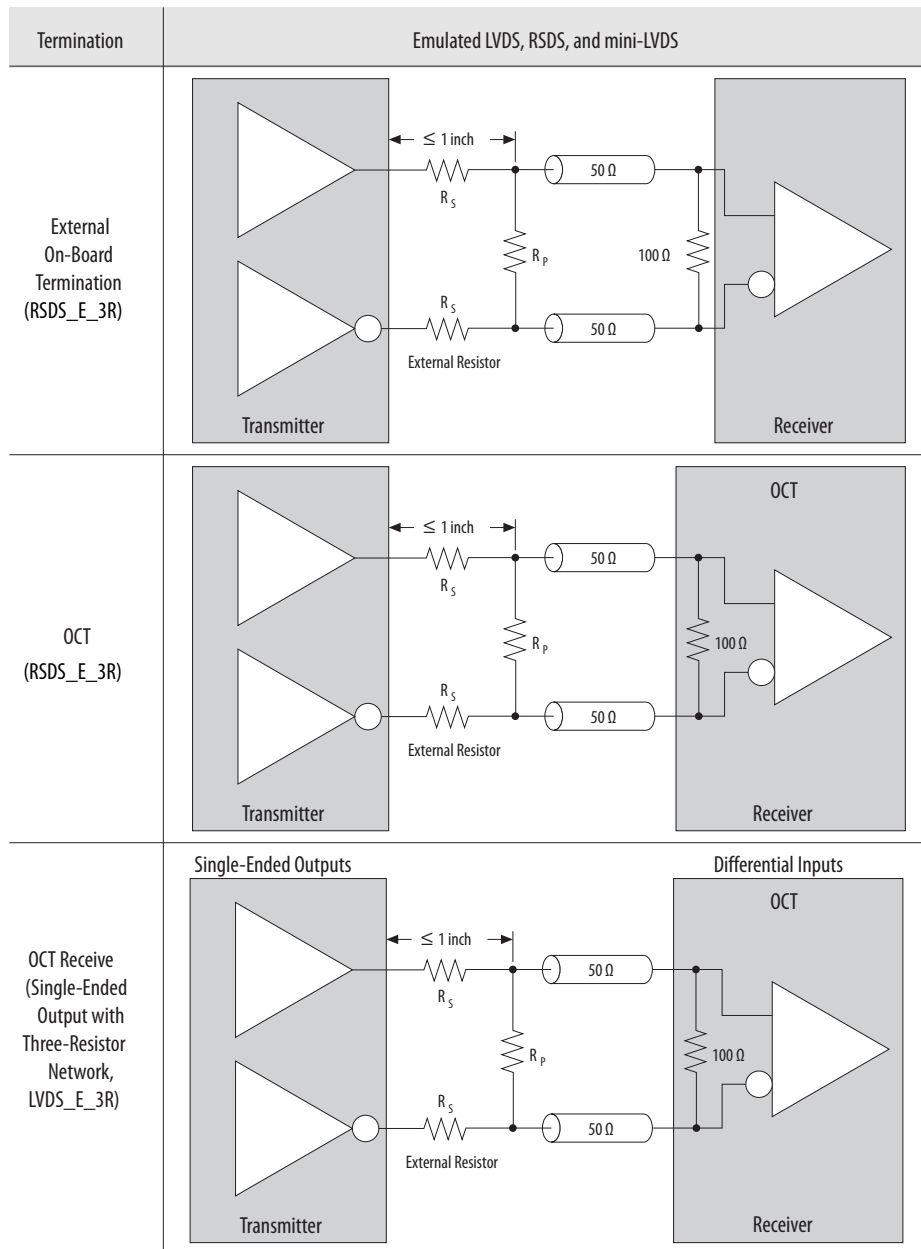 Termination
Emulated LVDS, RSDS, and mini-LVDS
External
On-Board
Termination
(RSDS_E_3R)
≤ 1 inch
R S
50 Ω
R P
100 Ω
R S
50 Ω
External Resistor
Transmitter
Receiver
OCT
(RSDS_E_3R)
OCT
≤ 1 inch
R S
50 Ω
R P
100 Ω
R S
50 Ω
External Resistor
Transmitter
Receiver
OCT Receive
(Single-Ended
Output with
Three-Resistor
Network,
LVDS_E_3R)
Single-Ended Outputs
Differential Inputs
OCT
≤ 1 inch
R S
50 Ω
R P
100 Ω
R S
50 Ω
External Resistor
Transmitter
Receiver